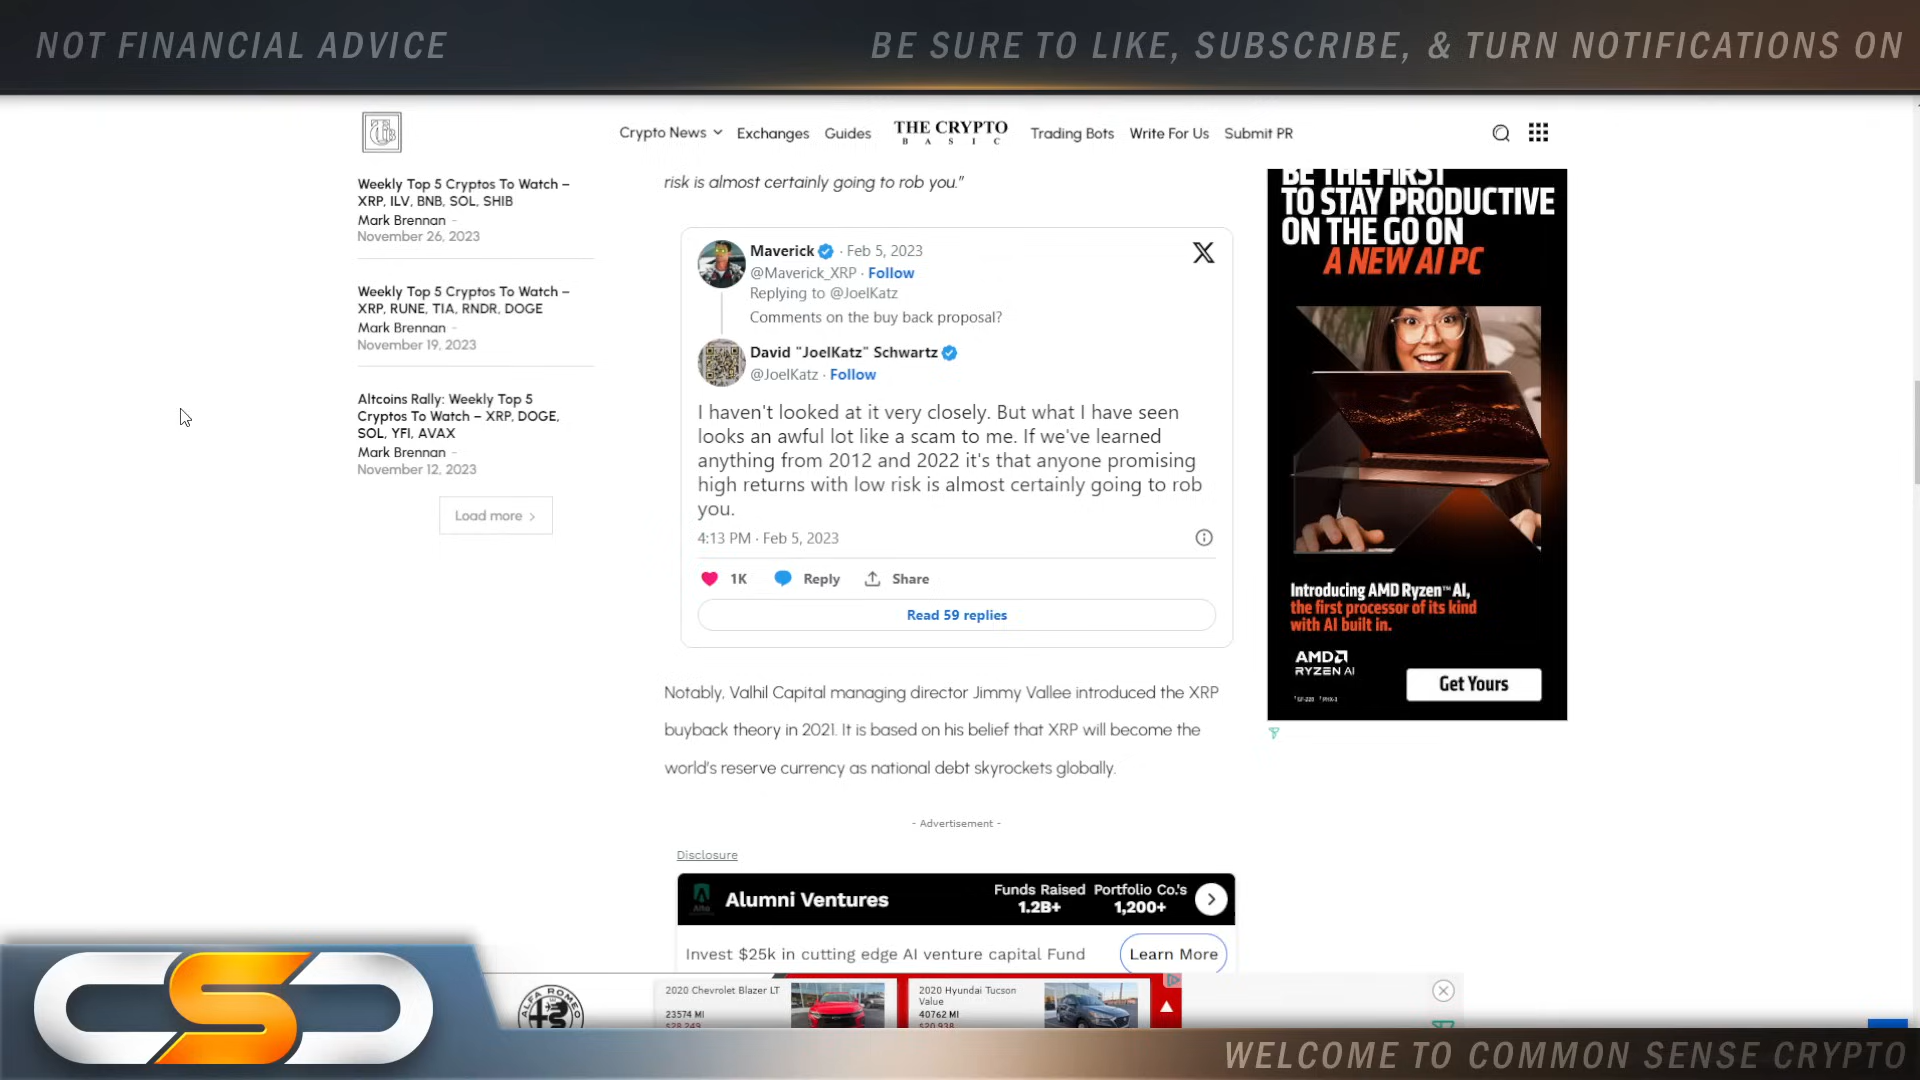 NOT FINANCIAL ADVICE
BE SURE TO LIKE, SUBSCRIBE, & TURN NOTIFICATIONS ON
Crypto News
Exchanges
Guides
THE CRYPTO
BASIC
Trading Bots
Write For Us
Submit PR
Weekly Top 5 Cryptos To Watch –
XRP, ILV, BNB, SOL, SHIB
Mark Brennan -
November 26, 2023
Weekly Top 5 Cryptos To Watch –
XRP, RUNE, TIA, RNDR, DOGE
Mark Brennan -
November 19, 2023
Altcoins Rally: Weekly Top 5
Cryptos To Watch – XRP, DOGE,
SOL, YFI, AVAX
Mark Brennan -
November 12, 2023
Load more >
risk is almost certainly going to rob you.”
Maverick · Feb 5, 2023
@Maverick_XRP · Follow
Replying to @JoelKatz
Comments on the buy back proposal?
David "JoelKatz" Schwartz
@JoelKatz · Follow
I haven't looked at it very closely. But what I have seen
looks an awful lot like a scam to me. If we've learned
anything from 2012 and 2022 it's that anyone promising
high returns with low risk is almost certainly going to rob
you.
4:13 PM · Feb 5, 2023
1K
Reply
Share
Read 59 replies
Notably, Valhil Capital managing director Jimmy Vallee introduced the XRP
buyback theory in 2021. It is based on his belief that XRP will become the
world's reserve currency as national debt skyrockets globally.
- Advertisement -
Disclosure
Alumni Ventures
Funds Raised
1.2B+
Portfolio Co.'s
1,200+
Invest $25k in cutting edge AI venture capital Fund
Learn More
BE THE FIRST
TO STAY PRODUCTIVE
ON THE GO ON
A NEW AI PC
Introducing AMD Ryzen™ AI,
the first processor of its kind
with AI built in.
AMD
RYZEN AI
Get Yours
ALFA ROMEO
2020 Chevrolet Blazer LT
23574 MI
$28,249
2020 Hyundai Tucson
Value
40762 MI
$20,938
CSC
WELCOME TO COMMON SENSE CRYPTO